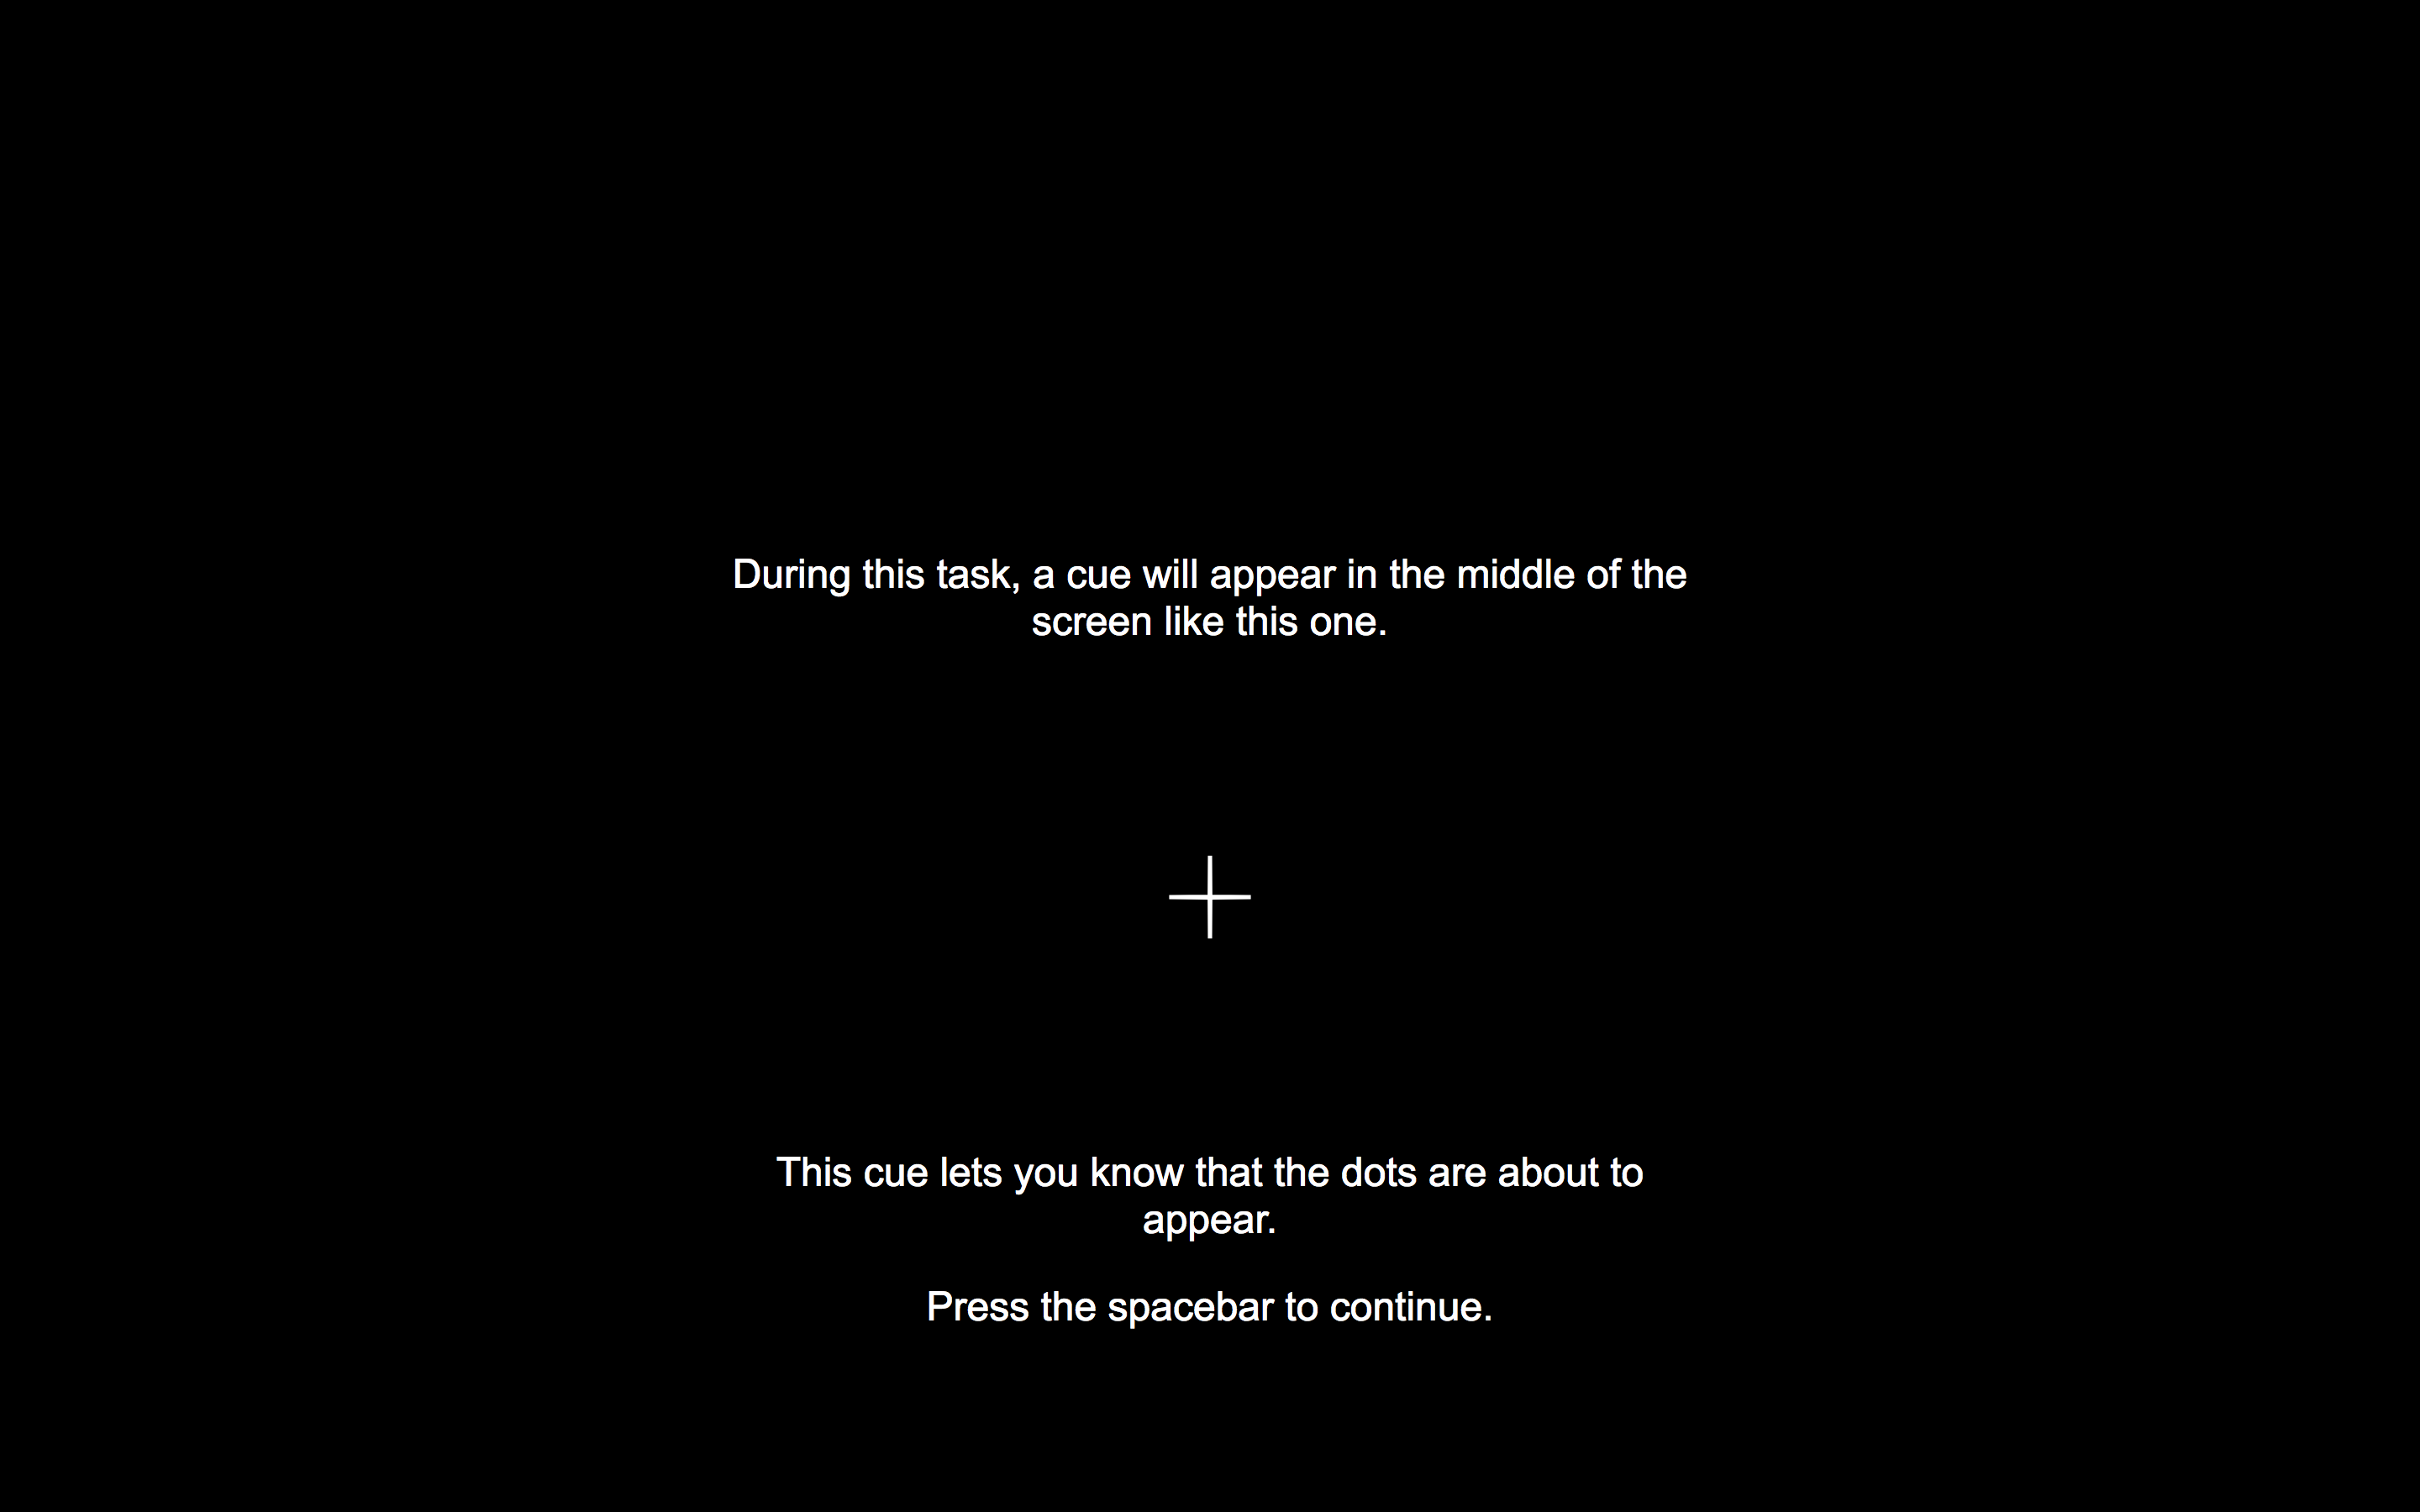 During this task, a cue will appear in the middle of the
screen like this one.
This cue lets you know that the dots are about to
appear.
Press the spacebar to continue.